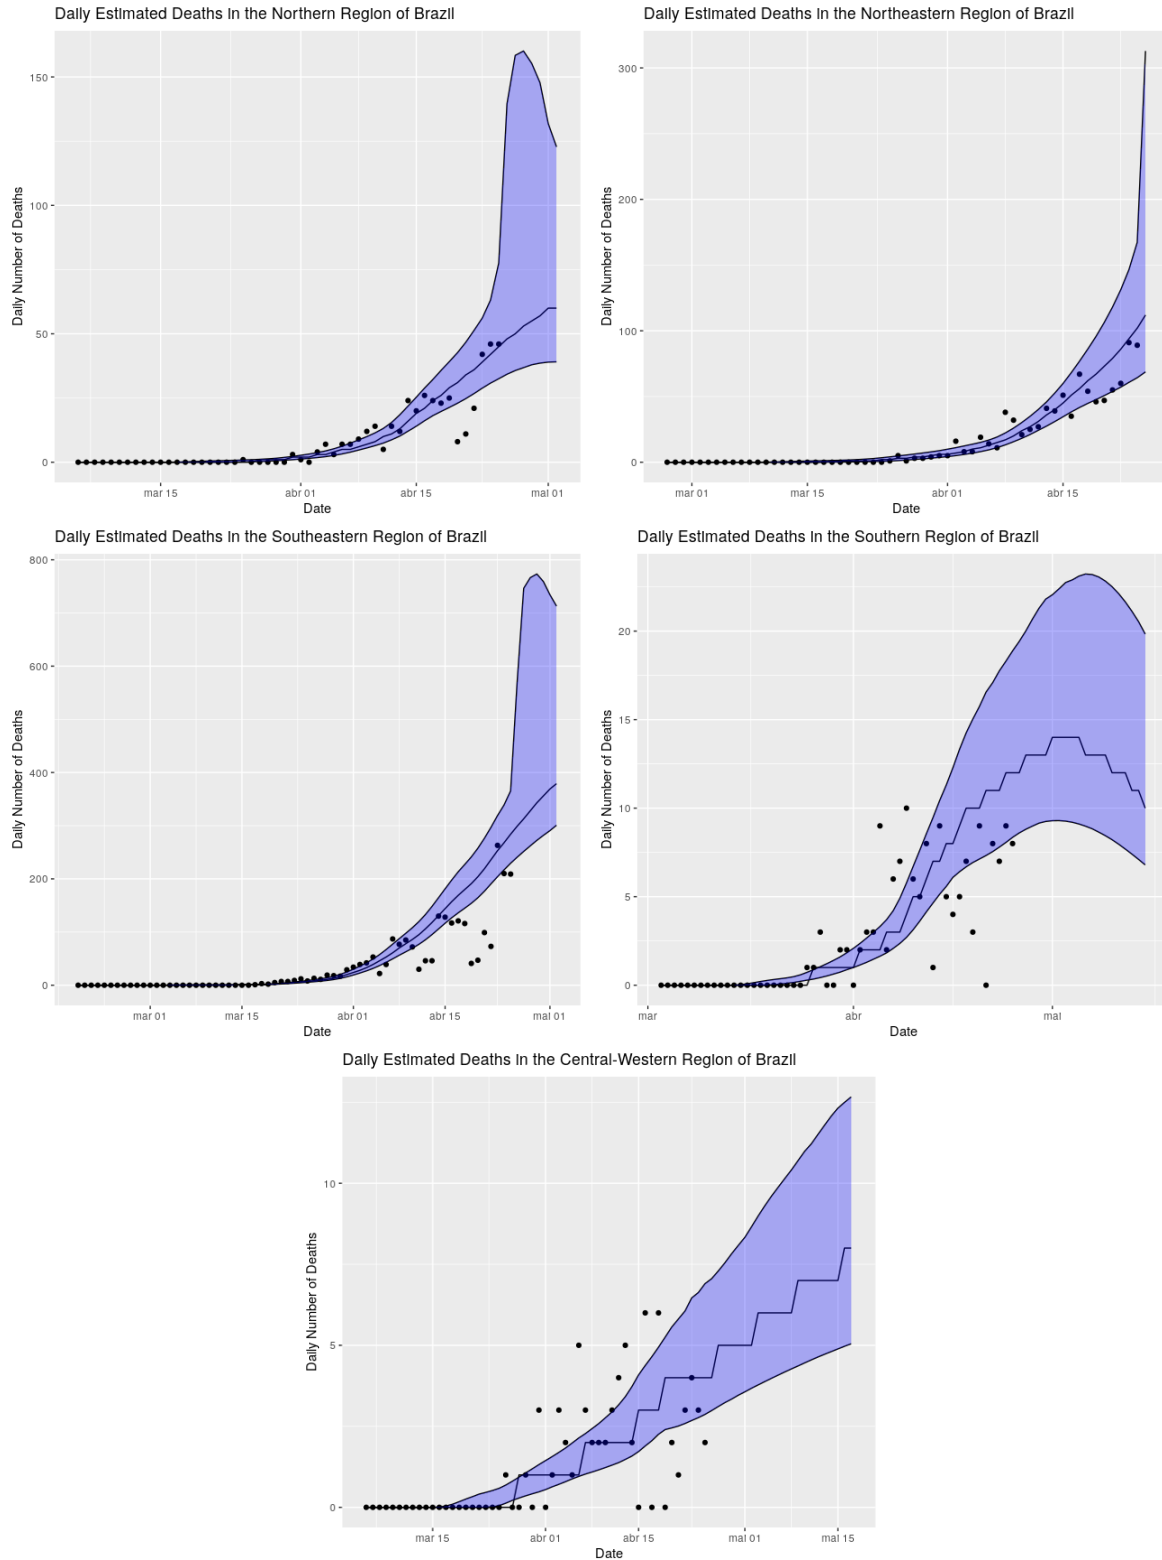 Daily Estimated Deaths in the Northern Region of Brazil
Daily Number of Deaths
150
100
50
0
mar 15
abr 01
abr 15
mai 01
Date
Daily Estimated Deaths in the Northeastern Region of Brazil
Daily Number of Deaths
300
200
100
0
mar 01
mar 15
abr 01
abr 15
Date
Daily Estimated Deaths in the Southeastern Region of Brazil
Daily Number of Deaths
800
600
400
200
0
mar 01
mar 15
abr 01
abr 15
mai 01
Date
Daily Estimated Deaths in the Southern Region of Brazil
Daily Number of Deaths
20
15
10
5
0
mar
abr
mai
Date
Daily Estimated Deaths in the Central-Western Region of Brazil
Daily Number of Deaths
10
5
0
mar 15
abr 01
abr 15
mai 01
mai 15
Date